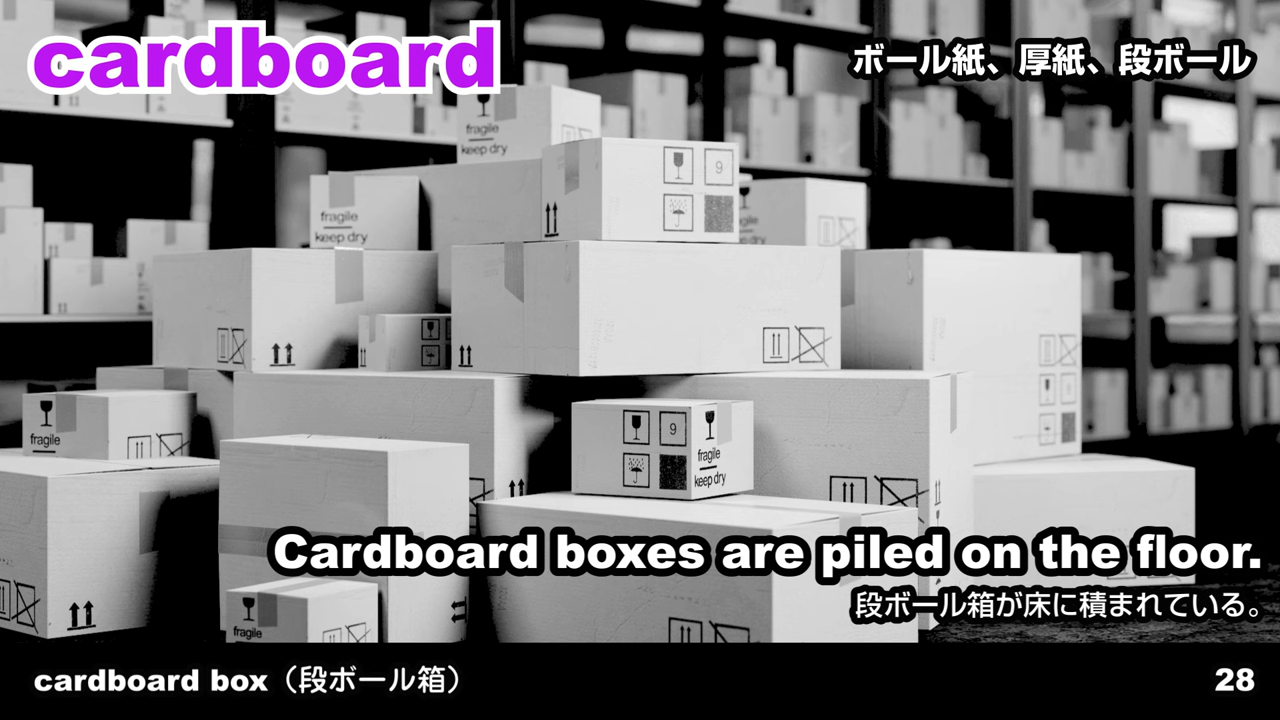 cardboard
ボール紙、厚紙、段ボール
fragile
keep dry
9
fragile
keep dry
fragile
9
fragile
keep dry
Cardboard boxes are piled on the floor.
段ボール箱が床に積まれている。
fragile
cardboard box（段ボール箱）
28